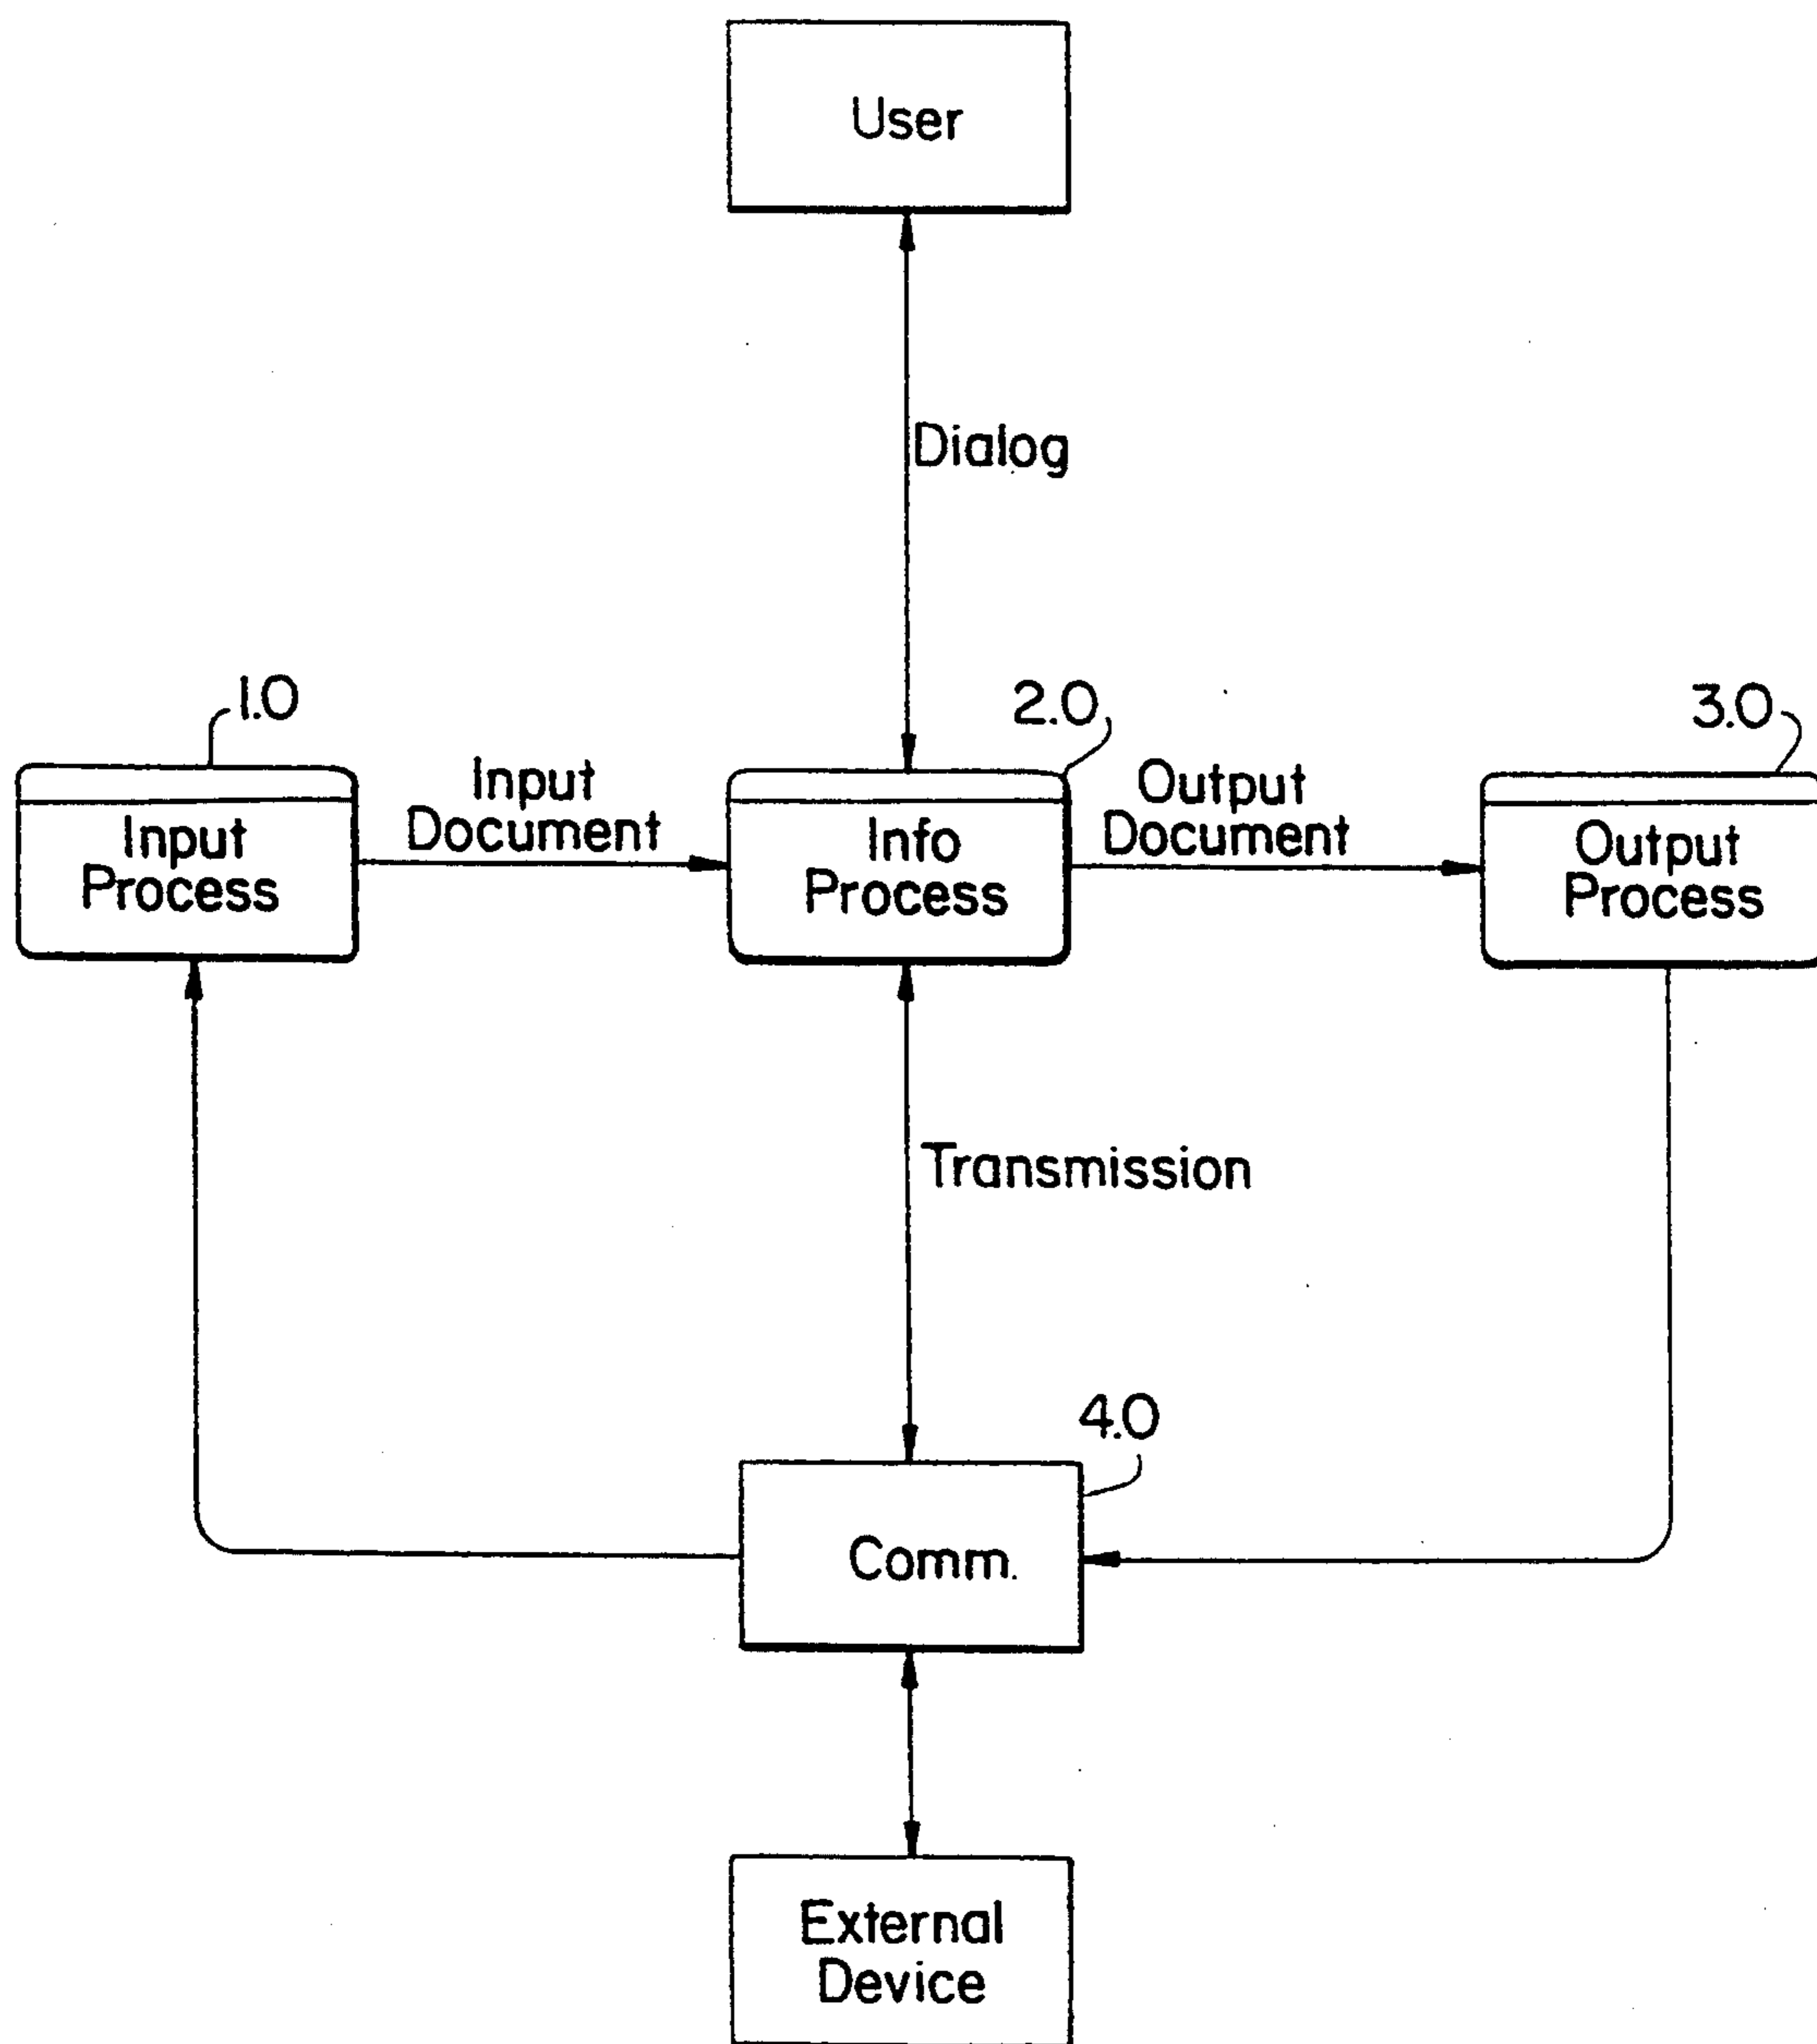 User
Dialog
1.0
2.0
3.0
Input
Process
Input
Document
Info
Process
Output
Document
Output
Process
Transmission
4.0
Comm.
External
Device